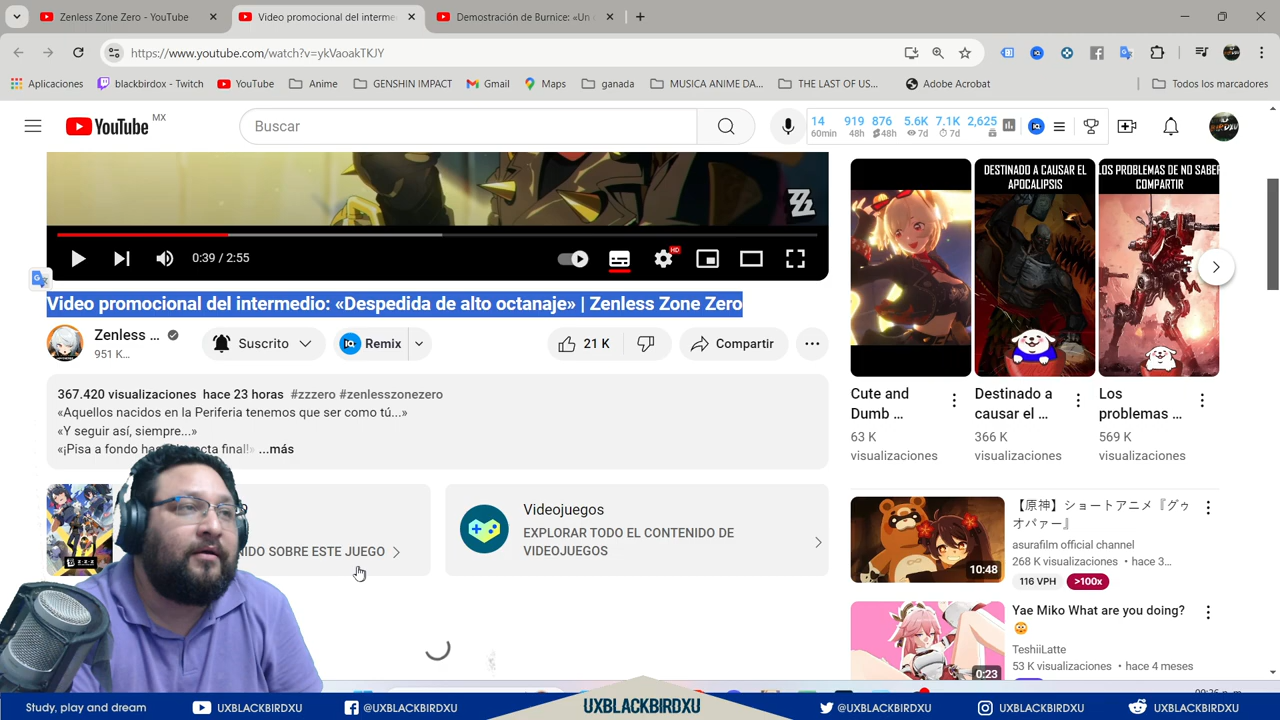 Zenless Zone Zero - YouTube
Video promocional del interme
Demostración de Burnice: «Un
https://www.youtube.com/watch?v=ykVaoakTKJY
Aplicaciones
blackbirdox - Twitch
YouTube
Anime
GENSHIN IMPACT
Gmail
Maps
ganada
MUSICA ANIME DA...
THE LAST OF US...
Adobe Acrobat
Todos los marcadores
YouTube MX
Buscar
14 919 876 5.6K 7.1K 2,625
60min 48h 48h 7d 7d
0:39 / 2:55
HD
Video promocional del intermedio: «Despedida de alto octanaje» | Zenless Zone Zero
Zenless ...
951 K...
Suscrito
Remix
21 K
Compartir
367.420 visualizaciones hace 23 horas #zzzero #zenlesszonezero
«Aquellos nacidos en la Periferia tenemos que ser como tú...»
«Y seguir así, siempre...»
«¡Pisa a fondo ha cta final!» ...más
NIDO SOBRE ESTE JUEGO
Videojuegos
EXPLORAR TODO EL CONTENIDO DE
VIDEOJUEGOS
DESTINADO A CAUSAR EL
APOCALIPSIS
LOS PROBLEMAS DE NO SABER
COMPARTIR
Cute and
Dumb ...
63 K
visualizaciones
Destinado a
causar el ...
366 K
visualizaciones
Los
problemas ...
569 K
visualizaciones
【原神】ショートアニメ『グゥ
オパァー』
asurafilm official channel
268 K visualizaciones • hace 3...
116 VPH >100x
10:48
Yae Miko What are you doing?
TeshiiLatte
53 K visualizaciones • hace 4 meses
0:23
Study, play and dream
UXBLACKBIRDXU
@UXBLACKBIRDXU
UXBLACKBIRDXU
@UXBLACKBIRDXU
UXBLACKBIRDXU
UXBLACKBIRDXU